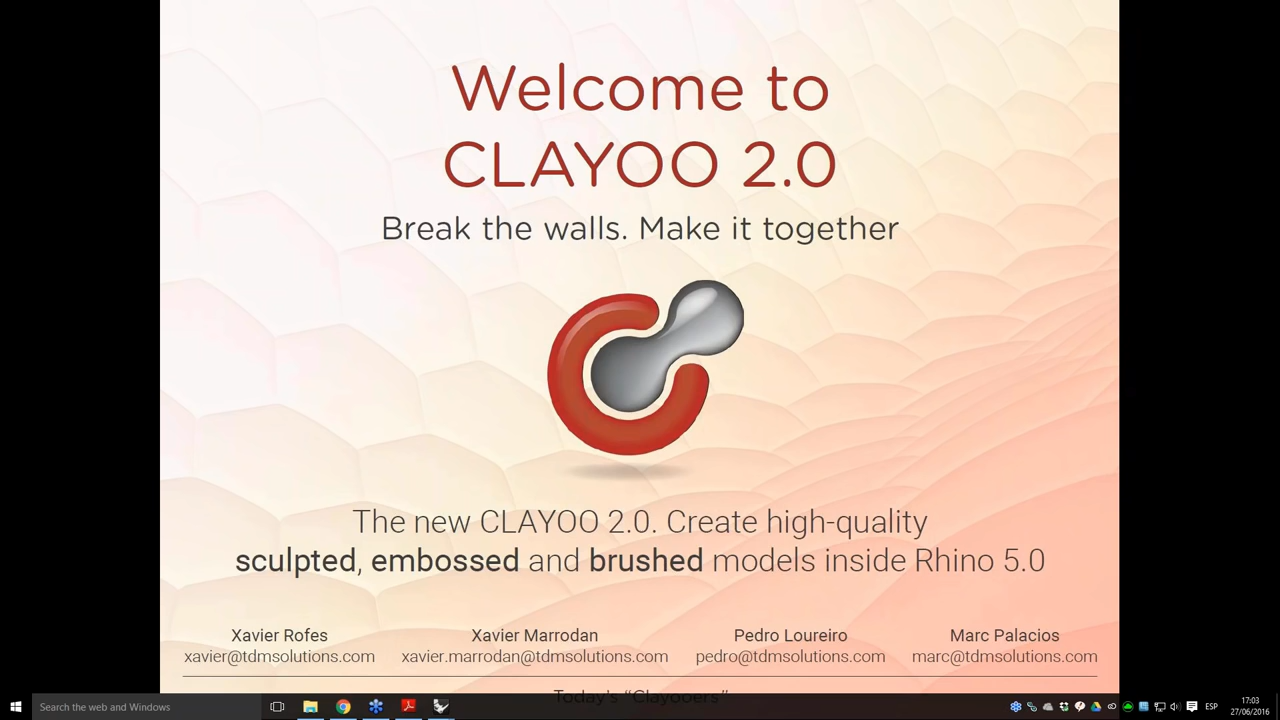 Welcome to
CLAYOO 2.0
Break the walls. Make it together
The new CLAYOO 2.0. Create high-quality
sculpted, embossed and brushed models inside Rhino 5.0
Xavier Rofes
xavier@tdmsolutions.com
Xavier Marrodan
xavier.marrodan@tdmsolutions.com
Pedro Loureiro
pedro@tdmsolutions.com
Marc Palacios
marc@tdmsolutions.com
Today's "Clayooers"
Search the web and Windows
ESP
17:03
27/06/2016